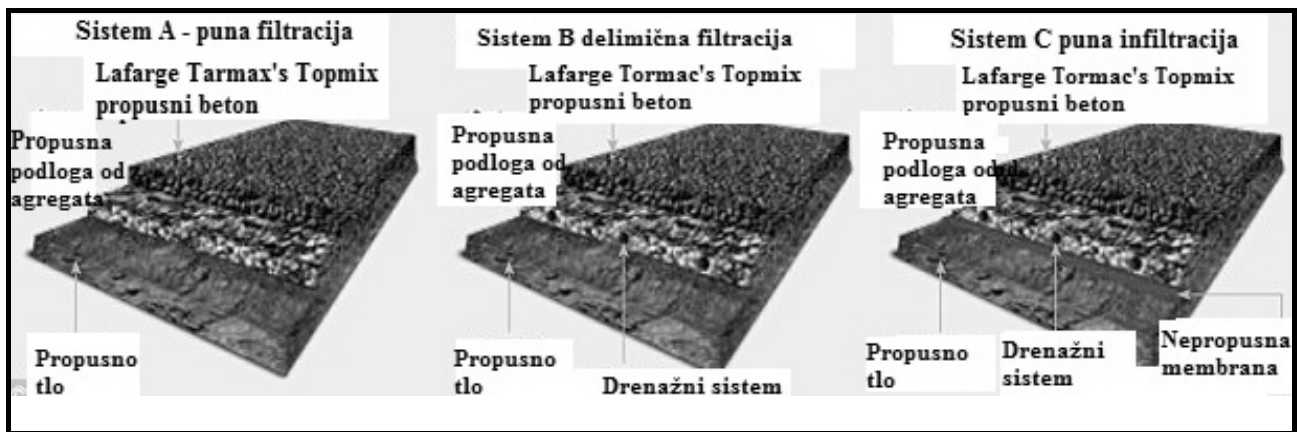 Sistem A - puna filtracija
Lafarge Tarmax's Topmix
propusni beton
Propusna
podloga od
agregata
Propusno
tlo
Sistem B delimična filtracija
Lafarge Tormac's Topmix
propusni beton
Propusna
podloga od
agregata
Propusno
tlo
Drenažni sistem
Sistem C puna infiltracija
Lafarge Tormac's Topmix
propusni beton
Propusna
podloga od
agregata
Propusno
tlo
Drenažni
sistem
Nepropusna
membrana